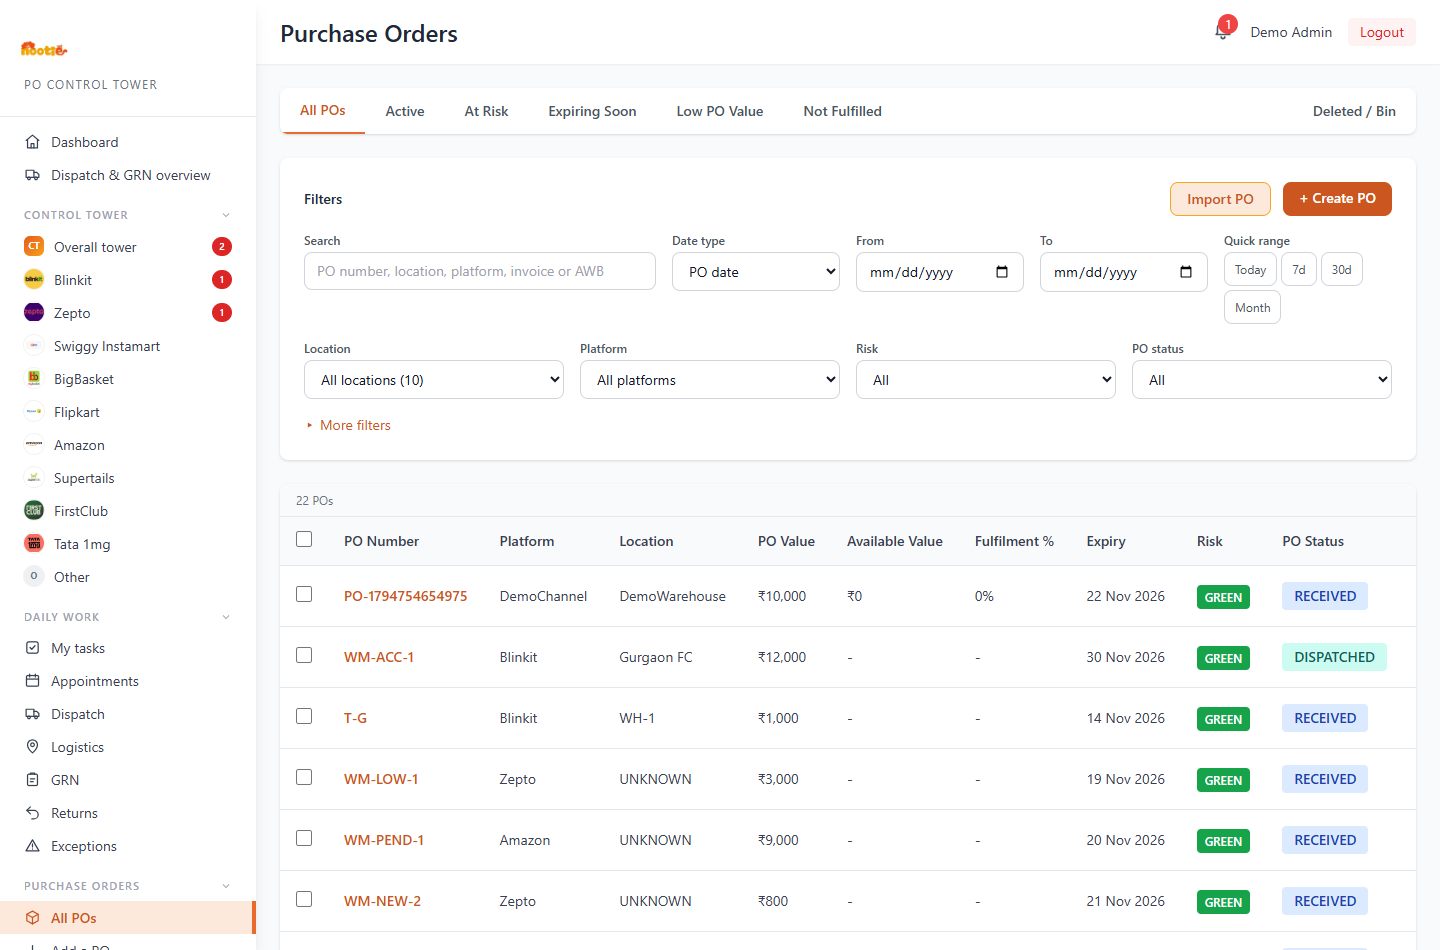 nootie
PO CONTROL TOWER
Dashboard
Dispatch & GRN overview
CONTROL TOWER
CT Overall tower 2
blinkit Blinkit 1
zepto Zepto 1
Swiggy Instamart
bb BigBasket
Flipkart
Amazon
Supertails
FIRST CLUB FirstClub
TATA 1mg Tata 1mg
O Other
DAILY WORK
My tasks
Appointments
Dispatch
Logistics
GRN
Returns
Exceptions
PURCHASE ORDERS
All POs
Add a PO
Purchase Orders
1 Demo Admin Logout
All POs Active At Risk Expiring Soon Low PO Value Not Fulfilled Deleted / Bin
Filters Import PO + Create PO
Search Date type From To Quick range
PO number, location, platform, invoice or AWB PO date mm/dd/yyyy mm/dd/yyyy Today 7d 30d
Month
Location Platform Risk PO status
All locations (10) All platforms All All
More filters
22 POs
PO Number Platform Location PO Value Available Value Fulfilment % Expiry Risk PO Status
PO-1794754654975 DemoChannel DemoWarehouse ₹10,000 ₹0 0% 22 Nov 2026 GREEN RECEIVED
WM-ACC-1 Blinkit Gurgaon FC ₹12,000 - - 30 Nov 2026 GREEN DISPATCHED
T-G Blinkit WH-1 ₹1,000 - - 14 Nov 2026 GREEN RECEIVED
WM-LOW-1 Zepto UNKNOWN ₹3,000 - - 19 Nov 2026 GREEN RECEIVED
WM-PEND-1 Amazon UNKNOWN ₹9,000 - - 20 Nov 2026 GREEN RECEIVED
WM-NEW-2 Zepto UNKNOWN ₹800 - - 21 Nov 2026 GREEN RECEIVED